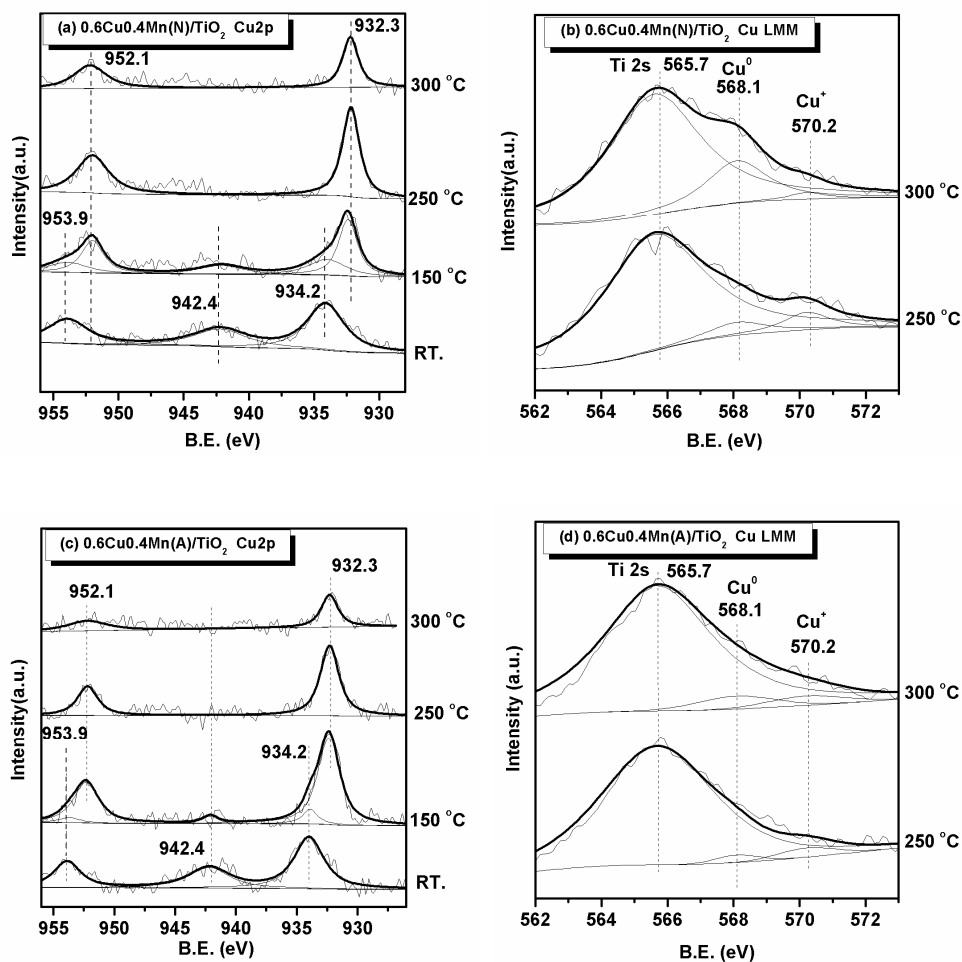 (a) 0.6Cu0.4Mn(N)/TiO₂ Cu2p
932.3
952.1
300 °C
250 °C
953.9
150 °C
942.4
934.2
RT.
Intensity(a.u.)
955 950 945 940 935 930
B.E. (eV)
(b) 0.6Cu0.4Mn(N)/TiO₂ Cu LMM
Ti 2s 565.7
Cu⁰
568.1
Cu⁺
570.2
300 °C
250 °C
Intensity(a.u.)
562 564 566 568 570 572
B.E. (eV)
(c) 0.6Cu0.4Mn(A)/TiO₂ Cu2p
932.3
952.1
300 °C
250 °C
953.9
934.2
150 °C
942.4
RT.
Intensity(a.u.)
955 950 945 940 935 930
B.E. (eV)
(d) 0.6Cu0.4Mn(A)/TiO₂ Cu LMM
Ti 2s 565.7
Cu⁰
568.1
Cu⁺
570.2
300 °C
250 °C
Intensity (a.u.)
562 564 566 568 570 572
B.E. (eV)